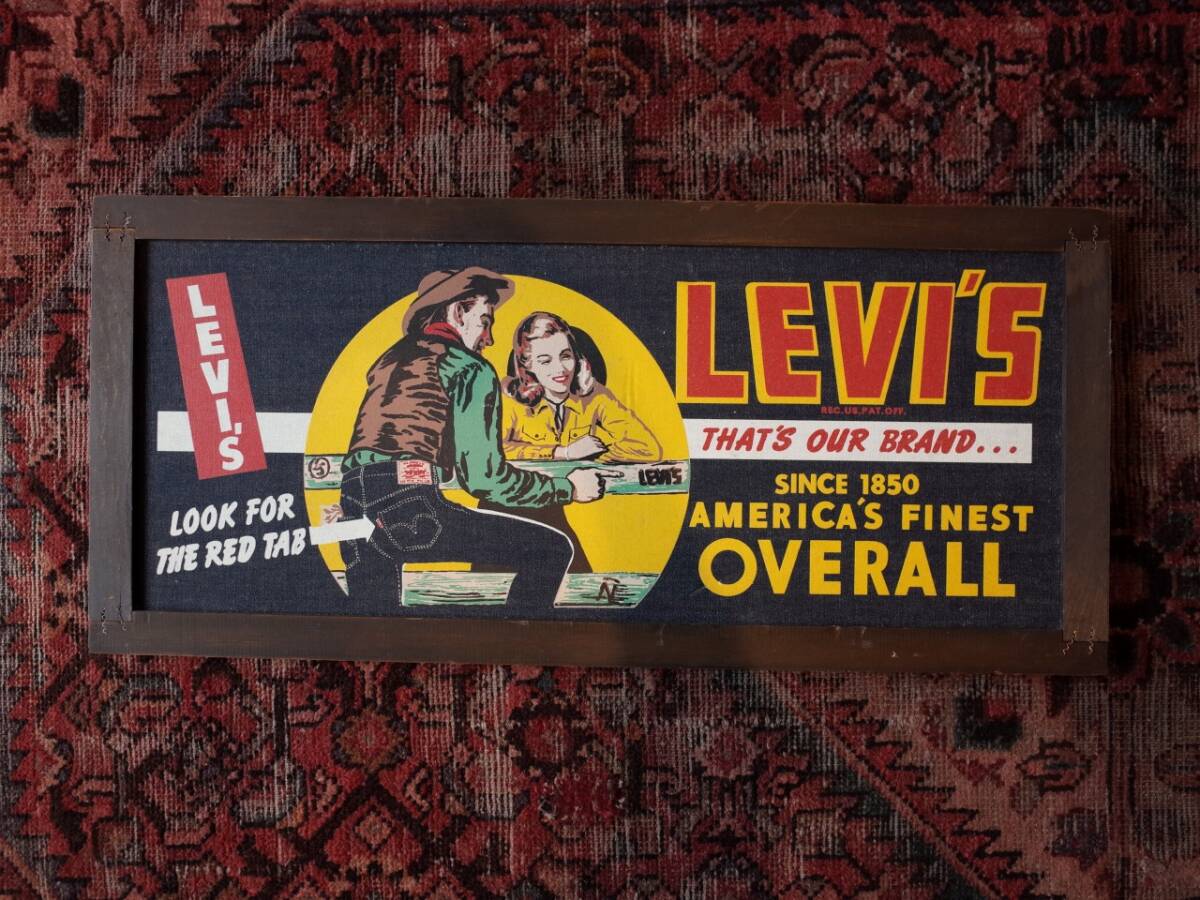 LEVI'S
LOOK FOR
THE RED TAB
LEVI'S
LEVI'S
REG. U.S. PAT. OFF.
THAT'S OUR BRAND...
SINCE 1850
AMERICA'S FINEST
OVERALL